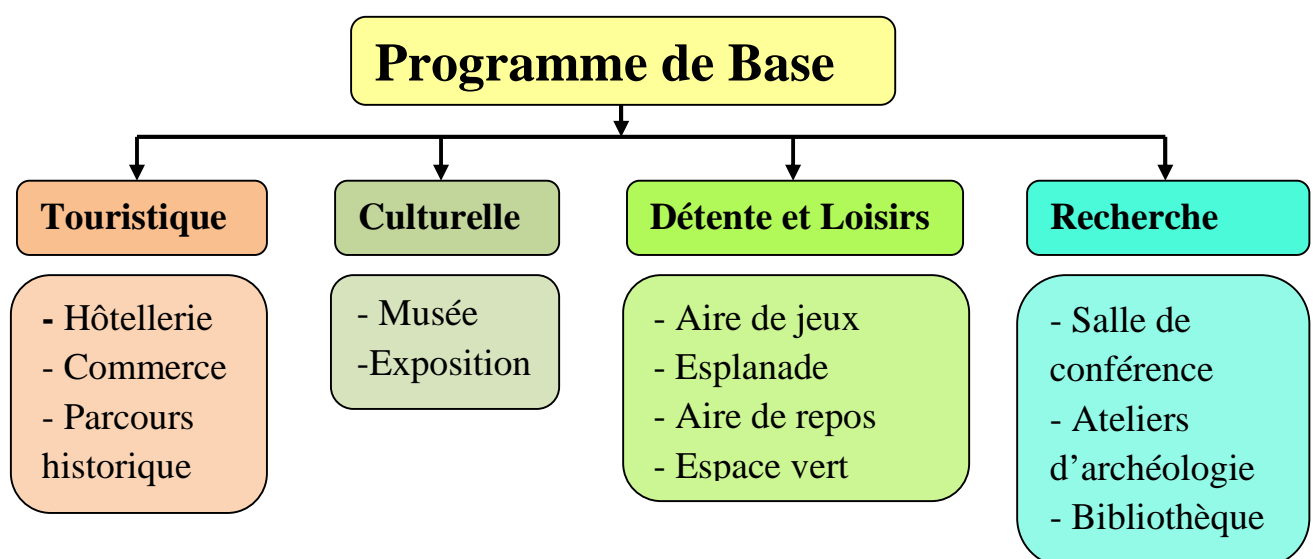 Programme de Base
Touristique
- Hôtellerie
- Commerce
- Parcours
historique
Culturelle
- Musée
-Exposition
Détente et Loisirs
- Aire de jeux
- Esplanade
- Aire de repos
- Espace vert
Recherche
- Salle de
conférence
- Ateliers
d’archéologie
- Bibliothèque